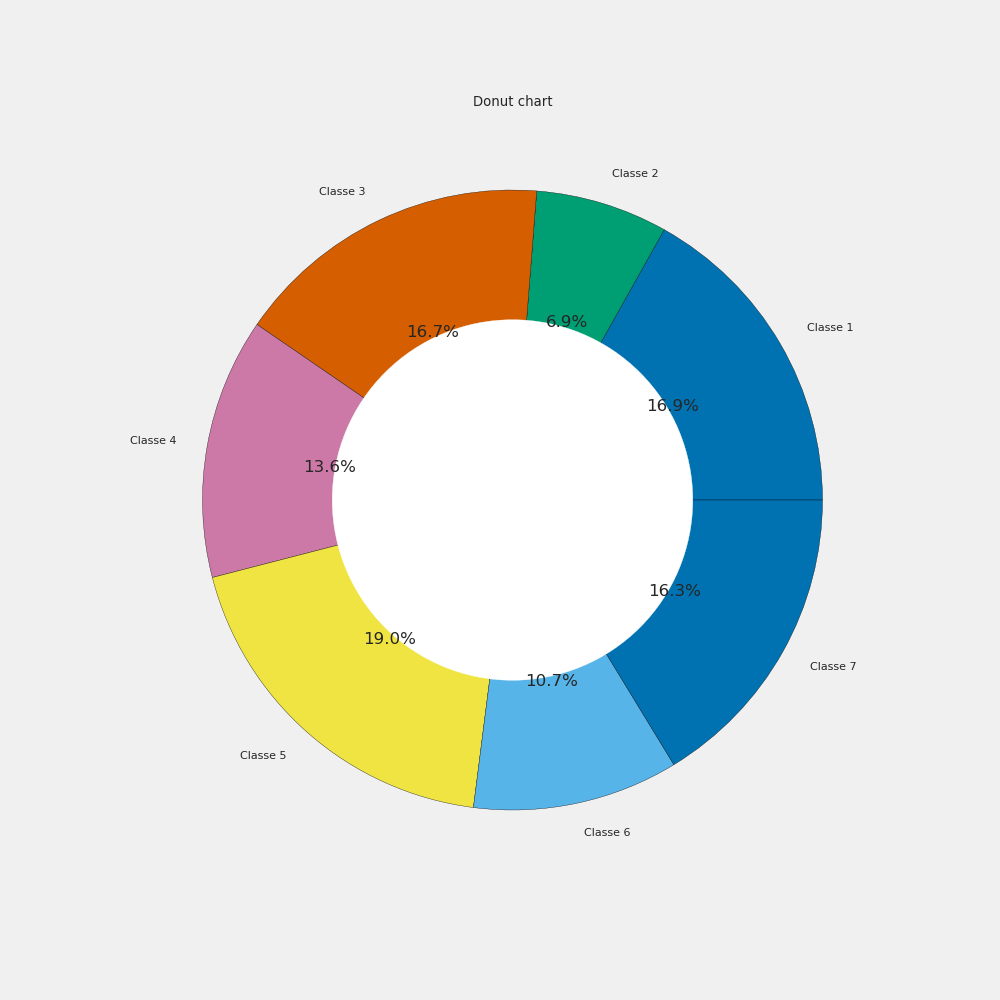 Donut chart
Classe 1
16.9%
Classe 2
6.9%
Classe 3
16.7%
Classe 4
13.6%
Classe 5
19.0%
Classe 6
10.7%
Classe 7
16.3%